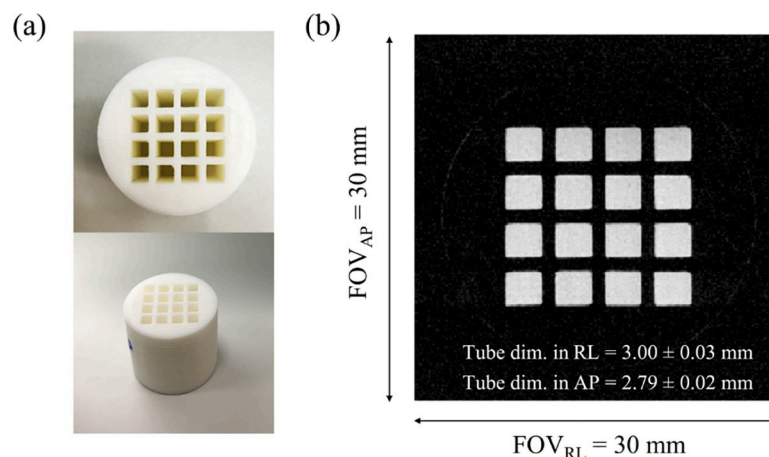 (a)
(b)
FOV_AP = 30 mm
Tube dim. in RL = 3.00 ± 0.03 mm
Tube dim. in AP = 2.79 ± 0.02 mm
FOV_RL = 30 mm